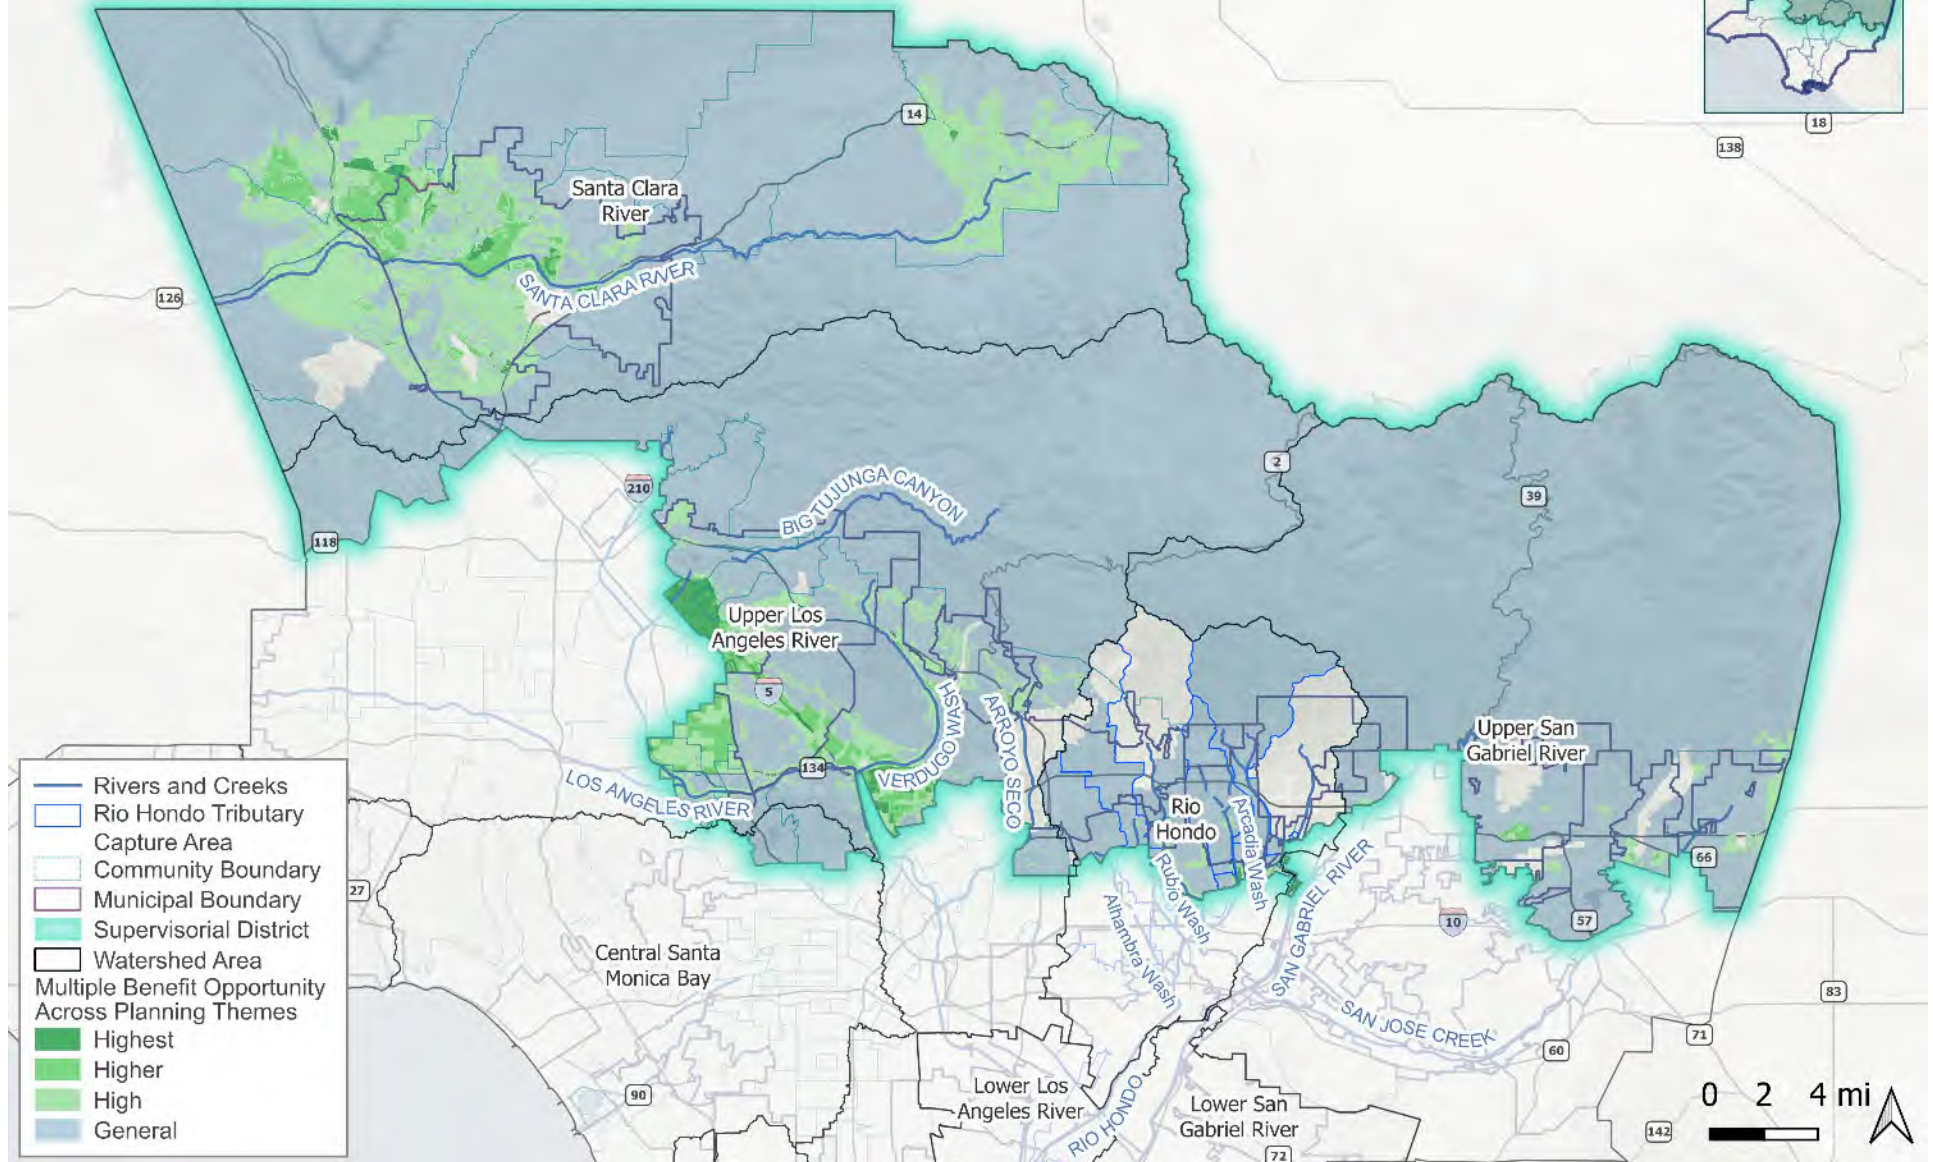 14
18
138
Santa Clara
River
SANTA CLARA RIVER
126
2
210
39
BIG TUJUNGA CANYON
118
Upper Los
Angeles River
5
VERDUGO WASH
ARROYO SECO
134
LOS ANGELES RIVER
Upper San
Gabriel River
Rio
Hondo
Arcadia Wash
Rubio Wash
Alhambra Wash
SAN GABRIEL RIVER
66
57
10
27
Central Santa
Monica Bay
SAN JOSE CREEK
83
71
60
90
Lower Los
Angeles River
RIO HONDO
Lower San
Gabriel River
142
72
Rivers and Creeks
Rio Hondo Tributary
Capture Area
Community Boundary
Municipal Boundary
Supervisorial District
Watershed Area
Multiple Benefit Opportunity
Across Planning Themes
Highest
Higher
High
General
0 2 4 mi